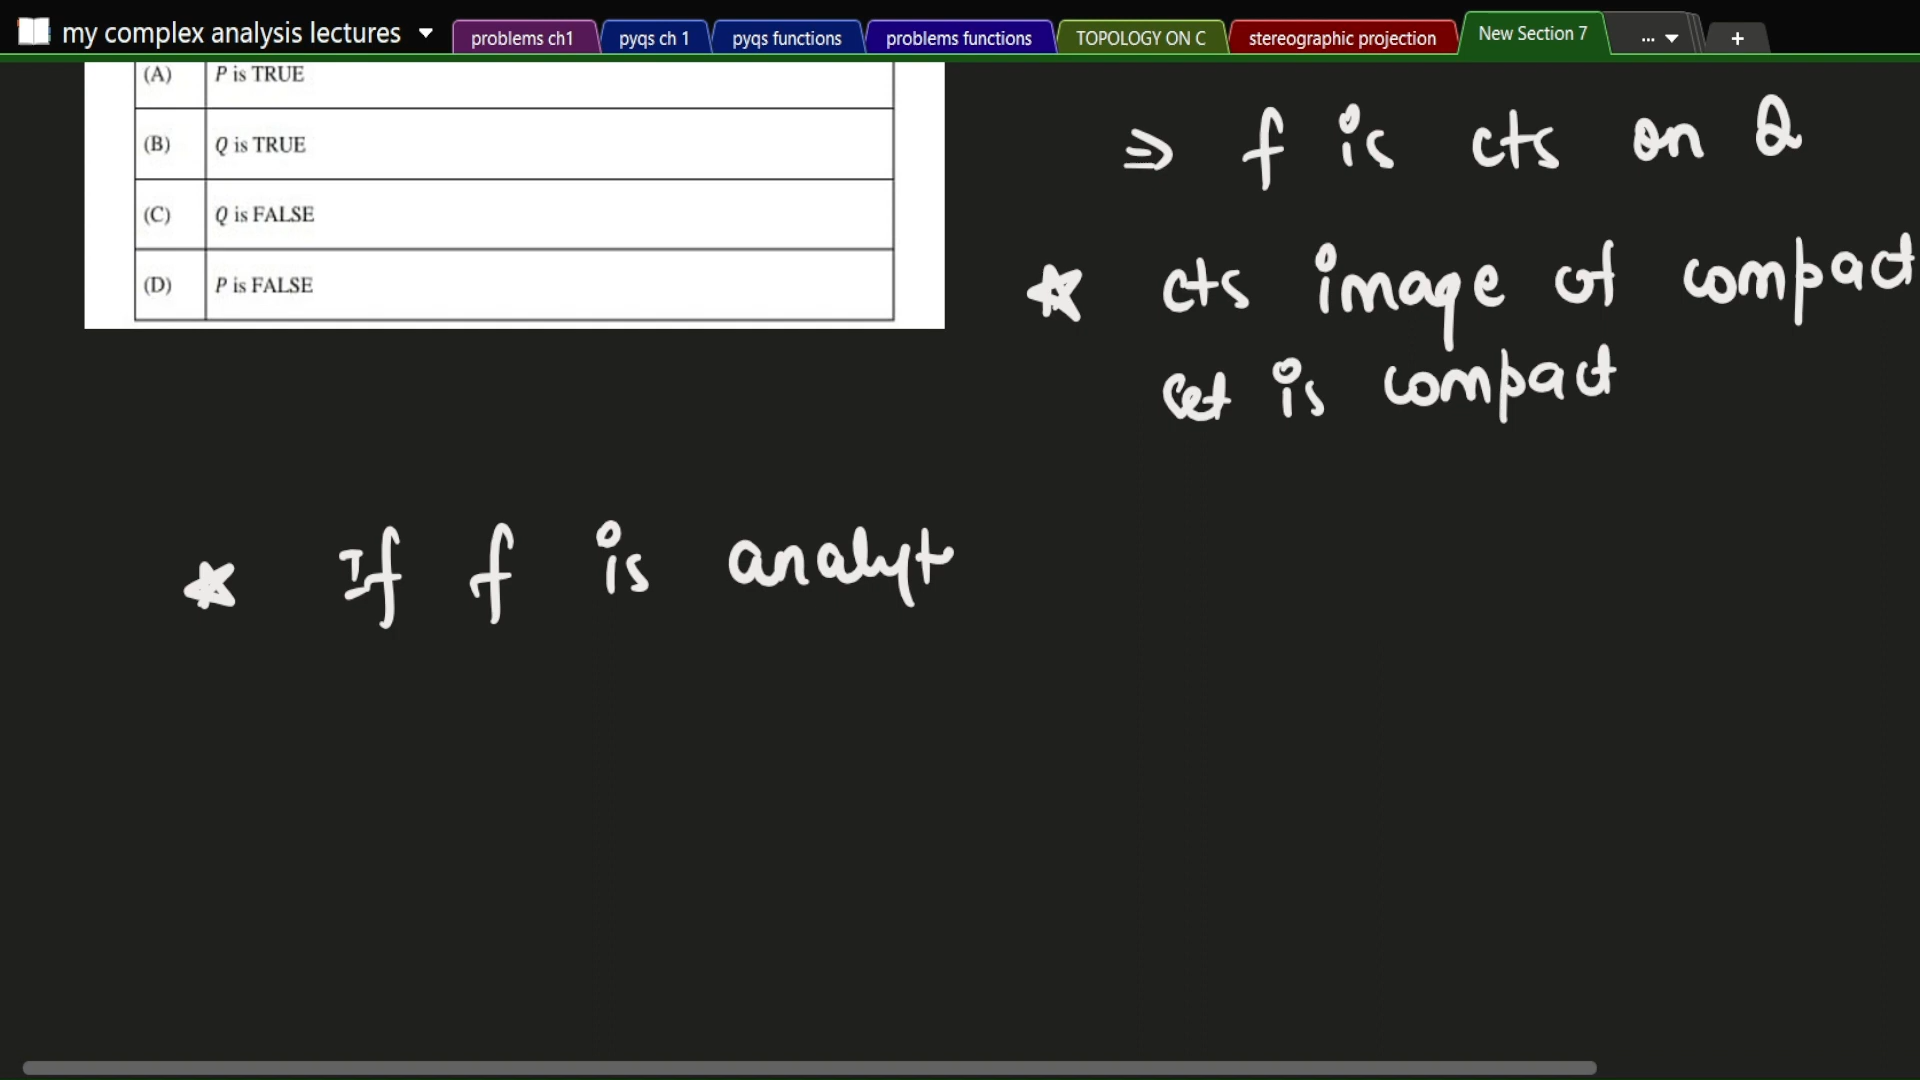 my complex analysis lectures
problems ch1
pyqs ch 1
pyqs functions
problems functions
TOPOLOGY ON C
stereographic projection
New Section 7
...
+
(A) P is TRUE
(B) Q is TRUE
(C) Q is FALSE
(D) P is FALSE
⇒ f is cts on Ω
★ cts image of compact
set is compact
★ If f is analyt